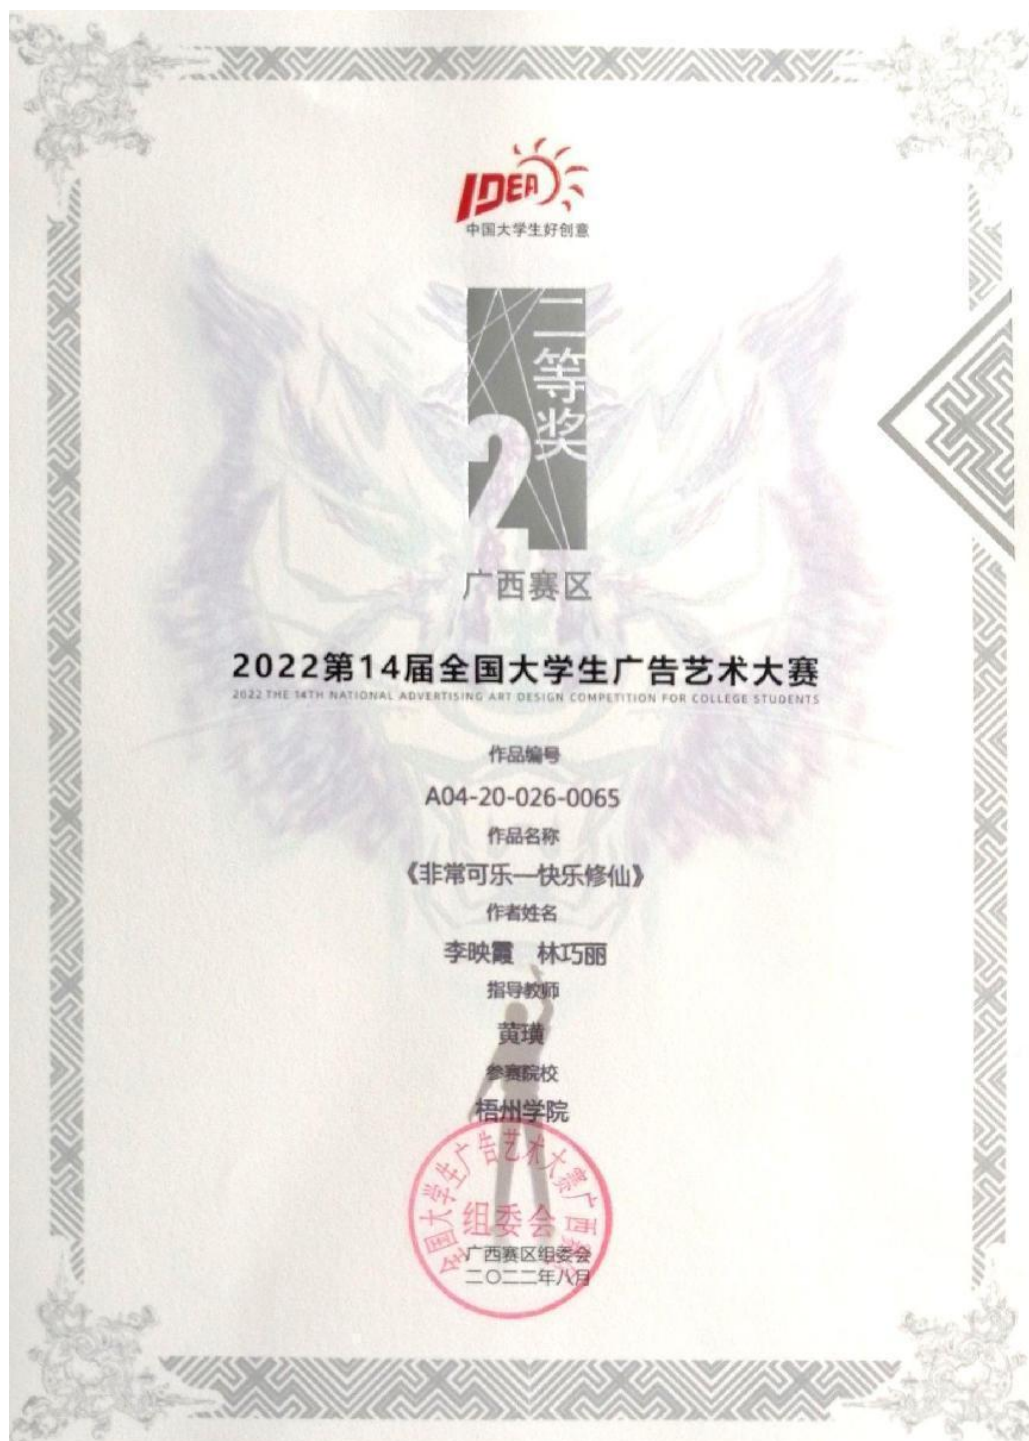 IDEA
中国大学生好创意
二等奖
2
广西赛区
2022第14届全国大学生广告艺术大赛
2022 THE 14TH NATIONAL ADVERTISING ART DESIGN COMPETITION FOR COLLEGE STUDENTS
作品编号
A04-20-026-0065
作品名称
《非常可乐—快乐修仙》
作者姓名
李映霞 林巧丽
指导教师
黄璜
参赛院校
梧州学院
全国大学生广告艺术大赛广西赛区
组委会
广西赛区组委会
二〇二二年八月